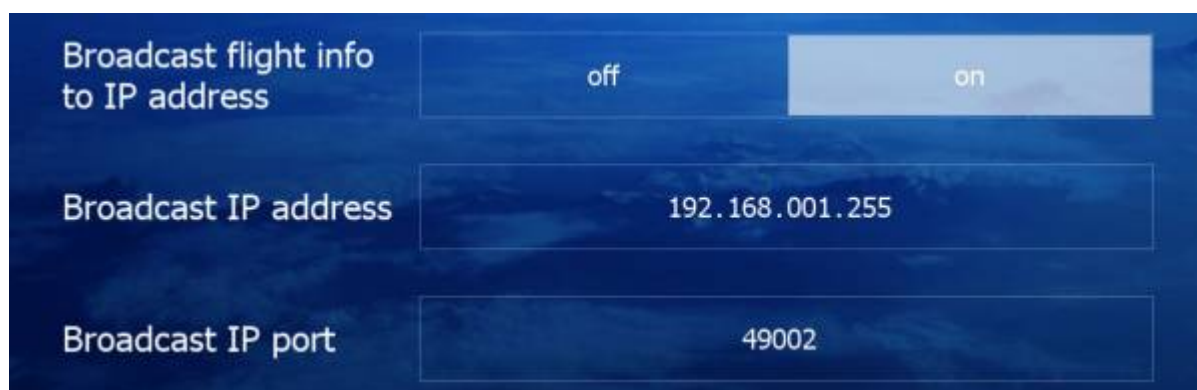 Broadcast flight info
to IP address
off
on
Broadcast IP address
192.168.001.255
Broadcast IP port
49002